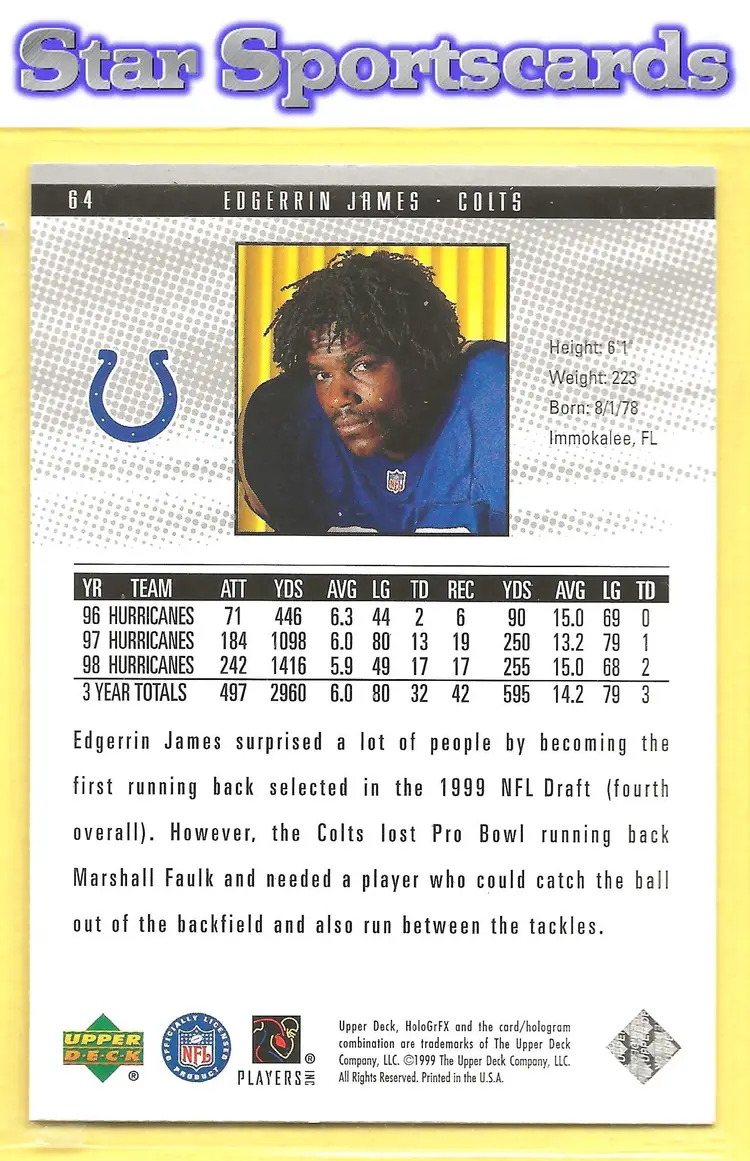 Star Sportscards
64 EDGERRIN JAMES · COLTS
Height: 6'1"
Weight: 223
Born: 8/1/78
Immokalee, FL
NFL
YR TEAM ATT YDS AVG LG TD REC YDS AVG LG TD
96 HURRICANES 71 446 6.3 44 2 6 90 15.0 69 0
97 HURRICANES 184 1098 6.0 80 13 19 250 13.2 79 1
98 HURRICANES 242 1416 5.9 49 17 17 255 15.0 68 2
3 YEAR TOTALS 497 2960 6.0 80 32 42 595 14.2 79 3
Edgerrin James surprised a lot of people by becoming the
first running back selected in the 1999 NFL Draft (fourth
overall). However, the Colts lost Pro Bowl running back
Marshall Faulk and needed a player who could catch the ball
out of the backfield and also run between the tackles.
UPPER
DECK
®
OFFICIALLY LICENSED
NFL
PRODUCT
PLAYERS INC ®
Upper Deck, HoloGrFX and the card/hologram
combination are trademarks of The Upper Deck
Company, LLC. ©1999 The Upper Deck Company, LLC.
All Rights Reserved. Printed in the U.S.A.